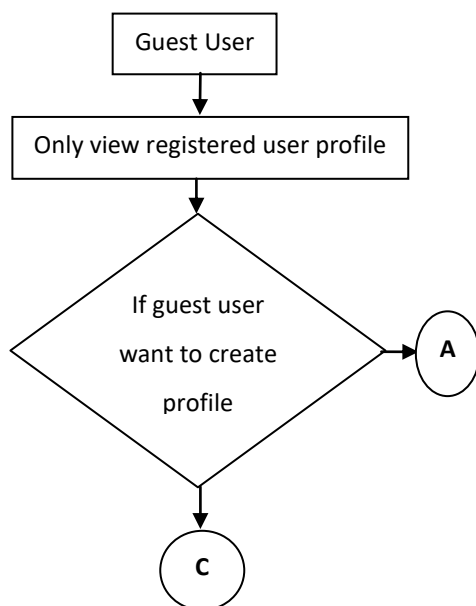 Guest User
Only view registered user profile
If guest user
want to create
profile
A
C